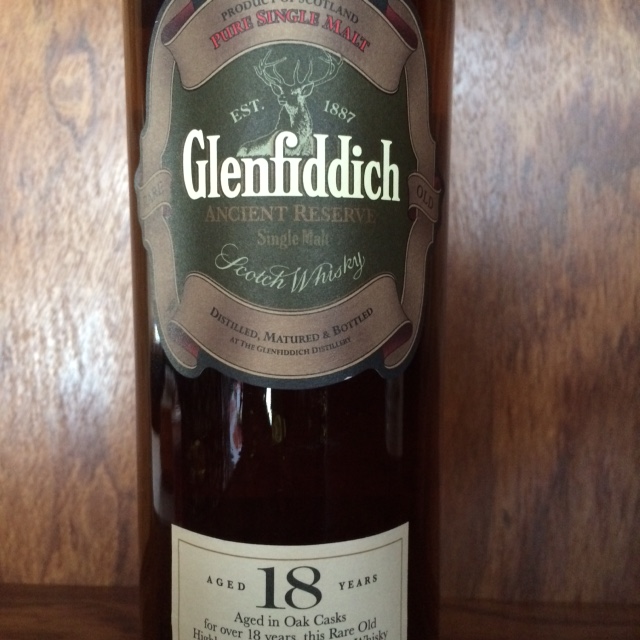 PRODUCT OF SCOTLAND
PURE SINGLE MALT
EST. 1887
Glenfiddich
OLD
ANCIENT RESERVE
Single Malt
Scotch Whisky
DISTILLED, MATURED & BOTTLED
AT THE GLENFIDDICH DISTILLERY
AGED 18 YEARS
Aged in Oak Casks
for over 18 years, this Rare Old
Whisky